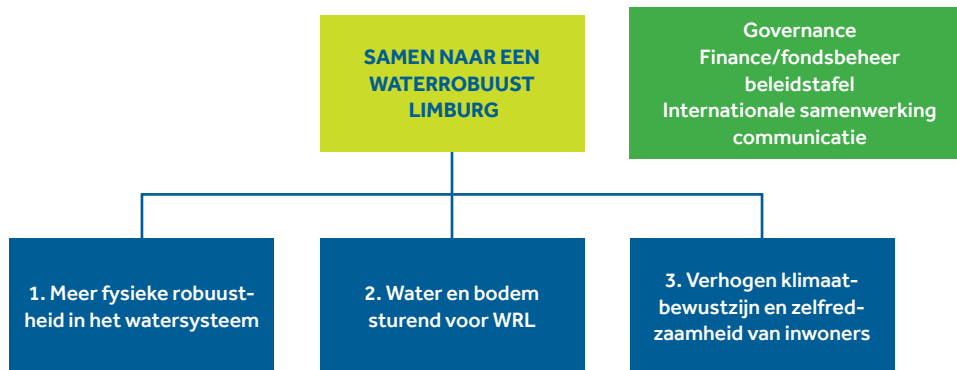 SAMEN NAAR EEN
WATERROBUUST
LIMBURG
Governance
Finance/fondsbeheer
beleidstafel
Internationale samenwerking
communicatie
1. Meer fysieke robuust-
heid in het watersysteem
2. Water en bodem
sturend voor WRL
3. Verhogen klimaat-
bewustzijn en zelfred-
zaamheid van inwoners